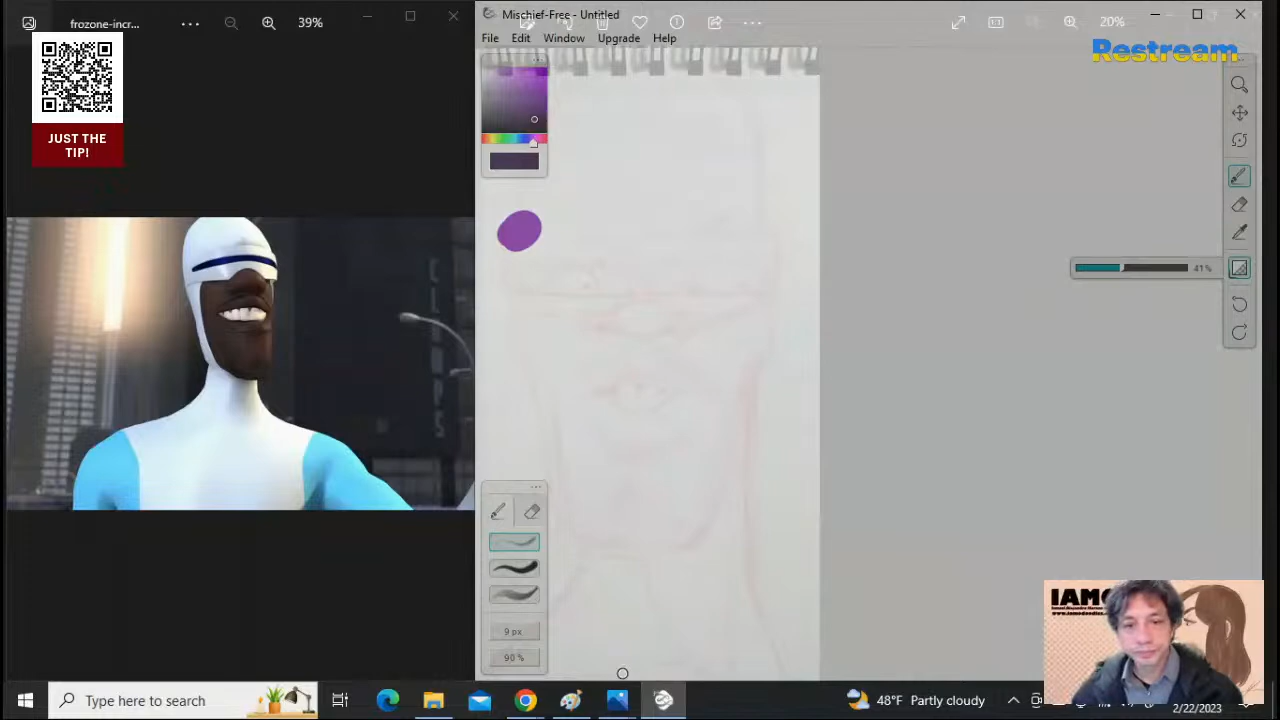 frozone-incr...
39%
JUST THE
TIP!
Mischief-Free - Untitled
20%
File Edit Window Upgrade Help
Restream
41%
9 px
90 %
IAMO
Type here to search
48°F Partly cloudy
2/22/2023